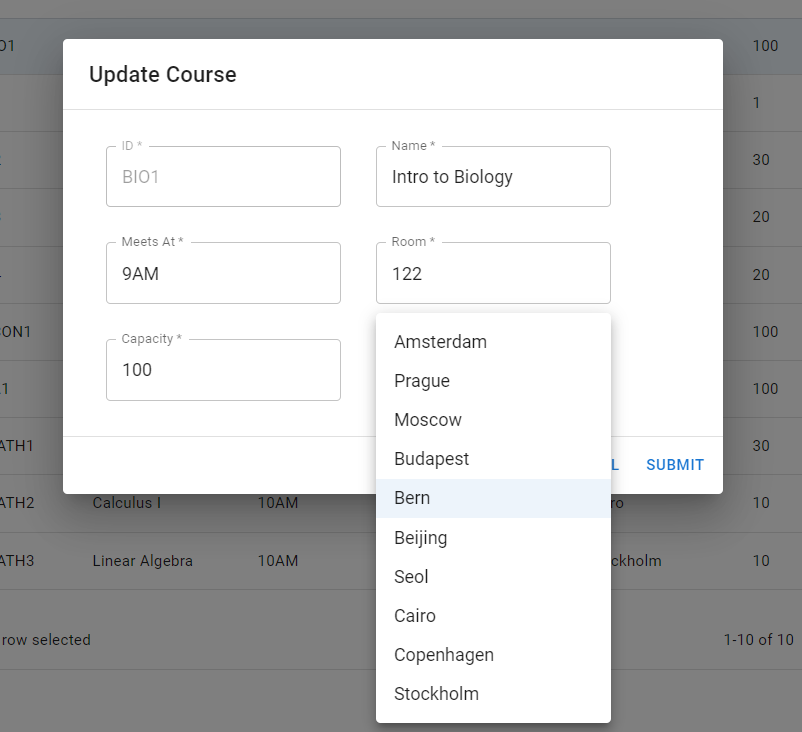 O1 100
Update Course
1
ID * Name *
30
BIO1 Intro to Biology
20
Meets At * Room *
9AM 122 20
Amsterdam
CON1 100
Capacity *
100 Prague
1 100
Moscow
ATH1 30
Budapest
L SUBMIT
Bern
ATH2 Calculus I 10AM ro 10
Beijing
ATH3 Linear Algebra 10AM ckholm 10
Seol
Cairo
row selected 1-10 of 10
Copenhagen
Stockholm